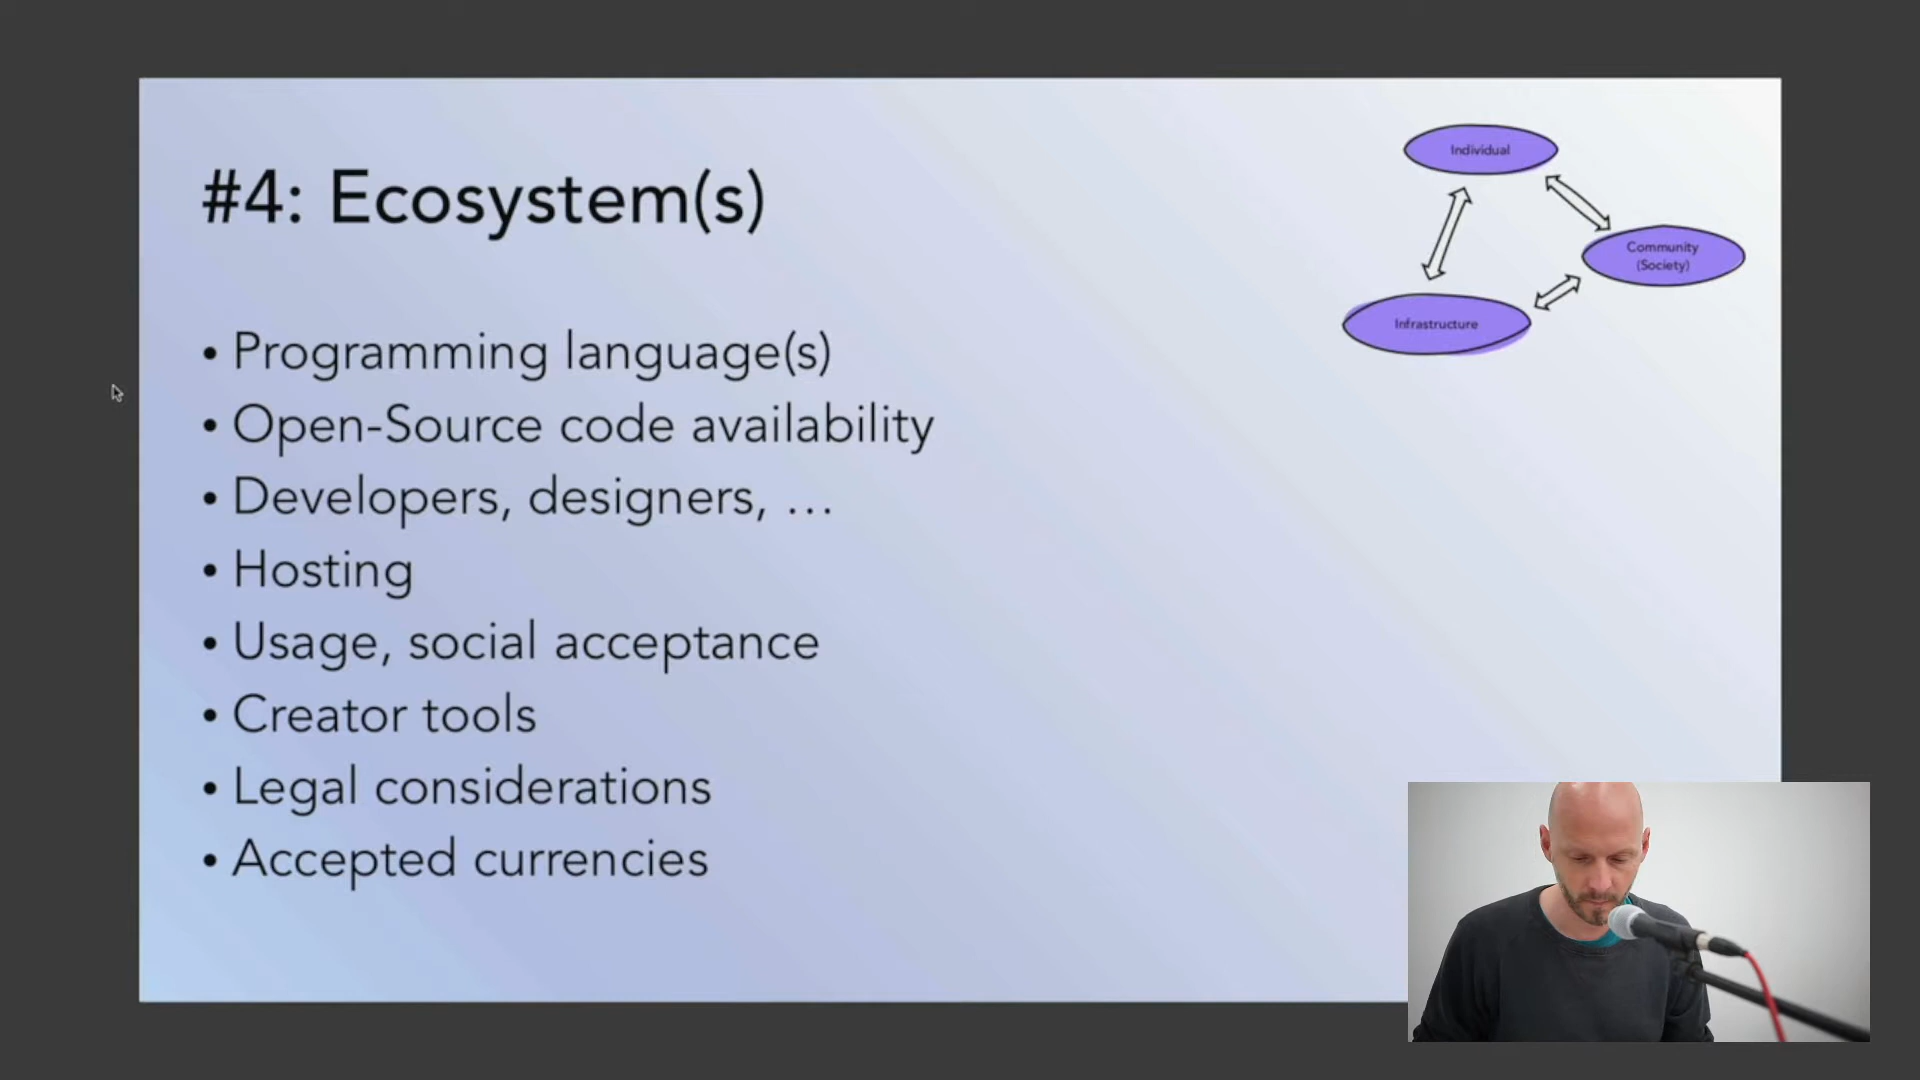 #4: Ecosystem(s)
• Programming language(s)
• Open-Source code availability
• Developers, designers, …
• Hosting
• Usage, social acceptance
• Creator tools
• Legal considerations
• Accepted currencies
Individual
Community
(Society)
Infrastructure